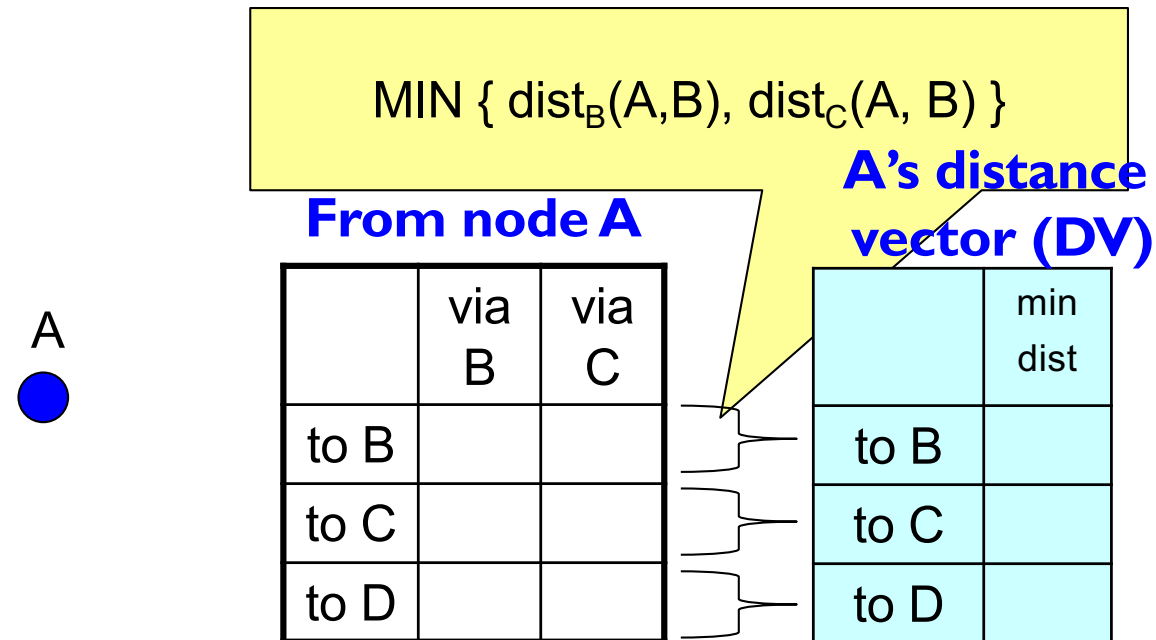 MIN { dist_B(A,B), dist_C(A, B) }
A's distance
vector (DV)
From node A
A
via via
B C
to B
to C
to D
min
dist
to B
to C
to D